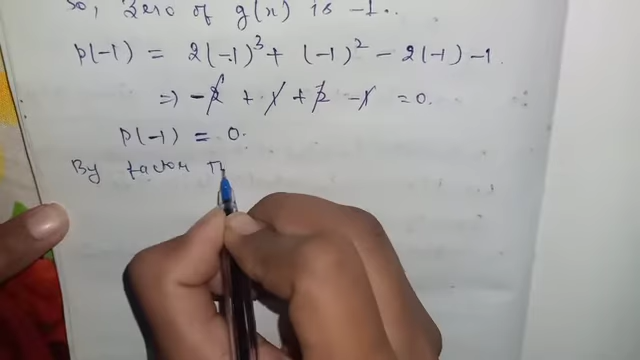 So, Zero of g(x) is -1..
p(-1) = 2(-1)³ + (-1)² - 2(-1) - 1.
=> -2 + 1 + 2 - 1 = 0.
p(-1) = 0.
By factor